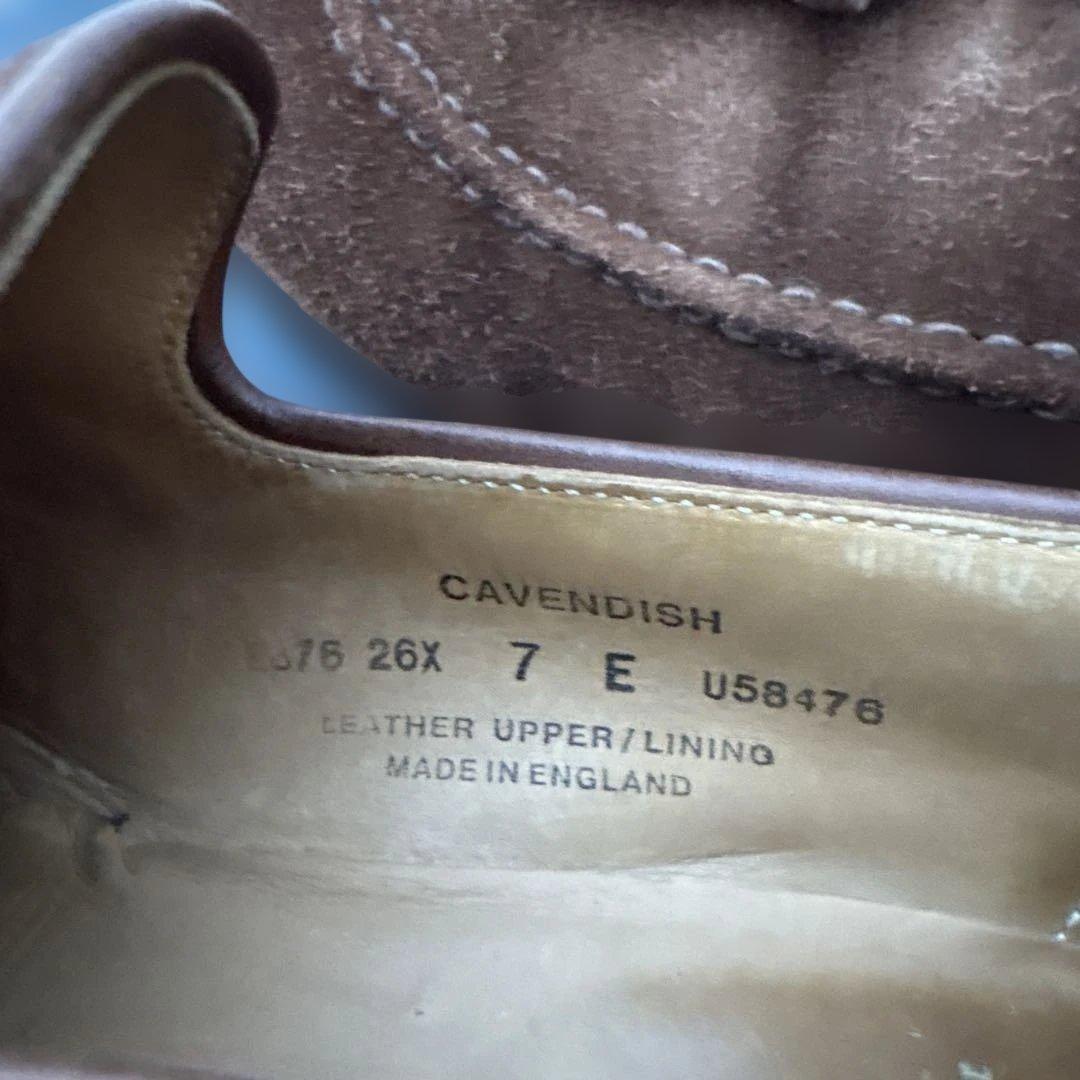 CAVENDISH
26X 7 E U58476
LEATHER UPPER/LINING
MADE IN ENGLAND